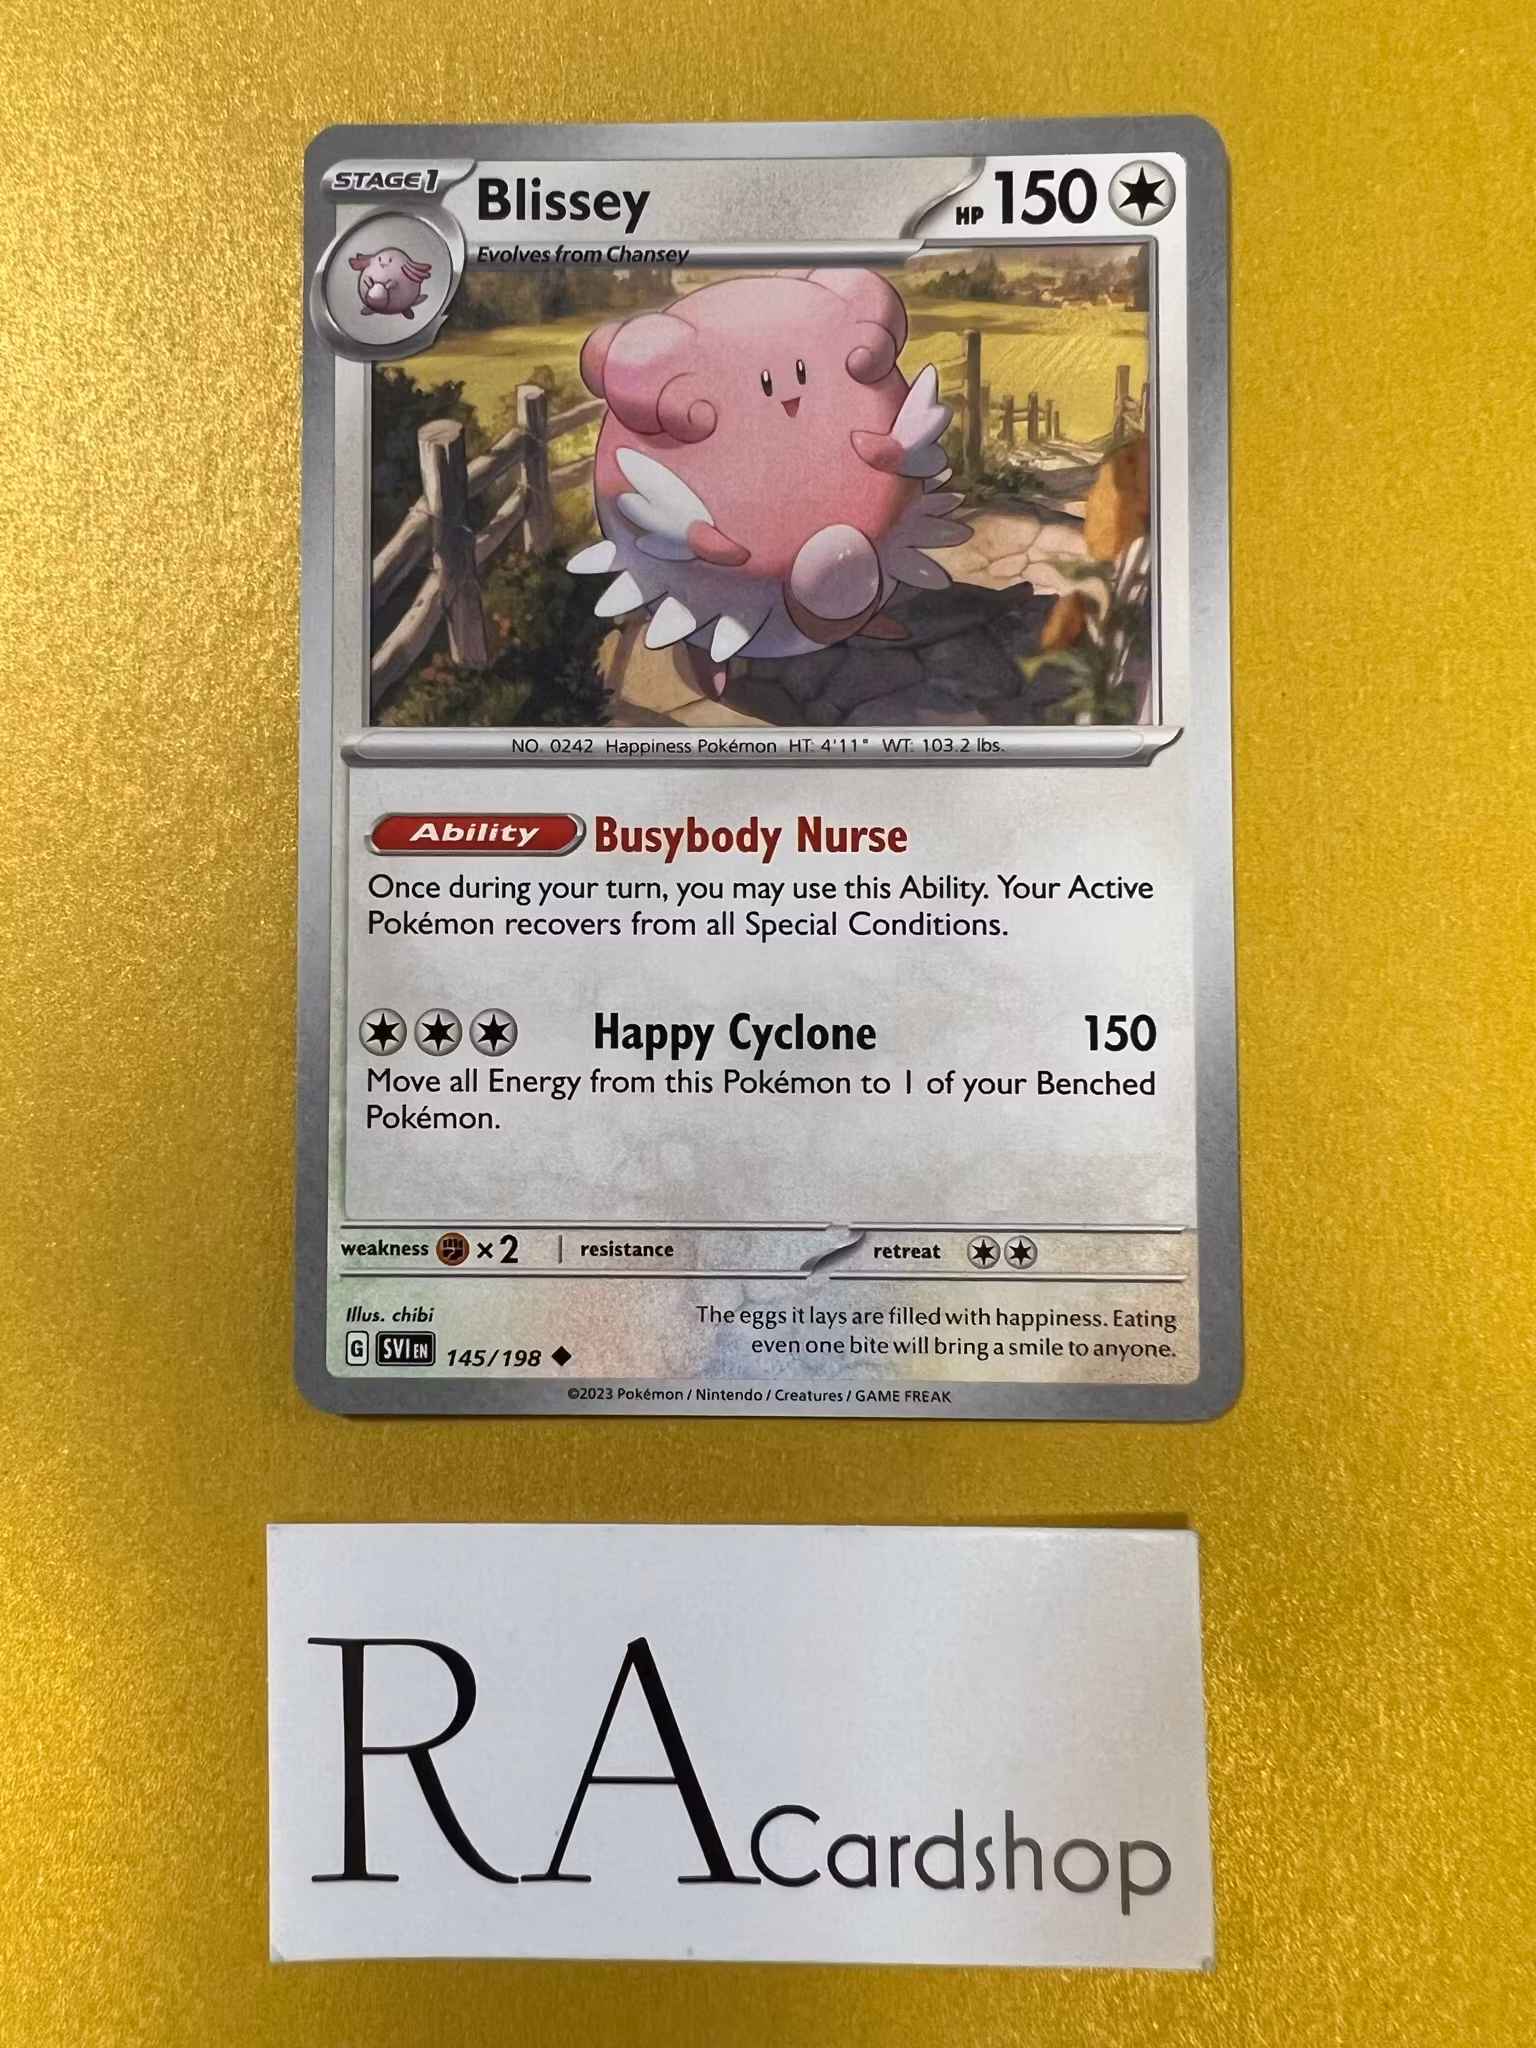 STAGE 1
Blissey
HP 150
Evolves from Chansey
NO. 0242 Happiness Pokémon HT: 4'11" WT: 103.2 lbs.
Ability Busybody Nurse
Once during your turn, you may use this Ability. Your Active
Pokémon recovers from all Special Conditions.
Happy Cyclone 150
Move all Energy from this Pokémon to 1 of your Benched
Pokémon.
weakness ×2 resistance retreat
Illus. chibi
The eggs it lays are filled with happiness. Eating
even one bite will bring a smile to anyone.
G SVI EN 145/198
©2023 Pokémon / Nintendo / Creatures / GAME FREAK
RA Cardshop